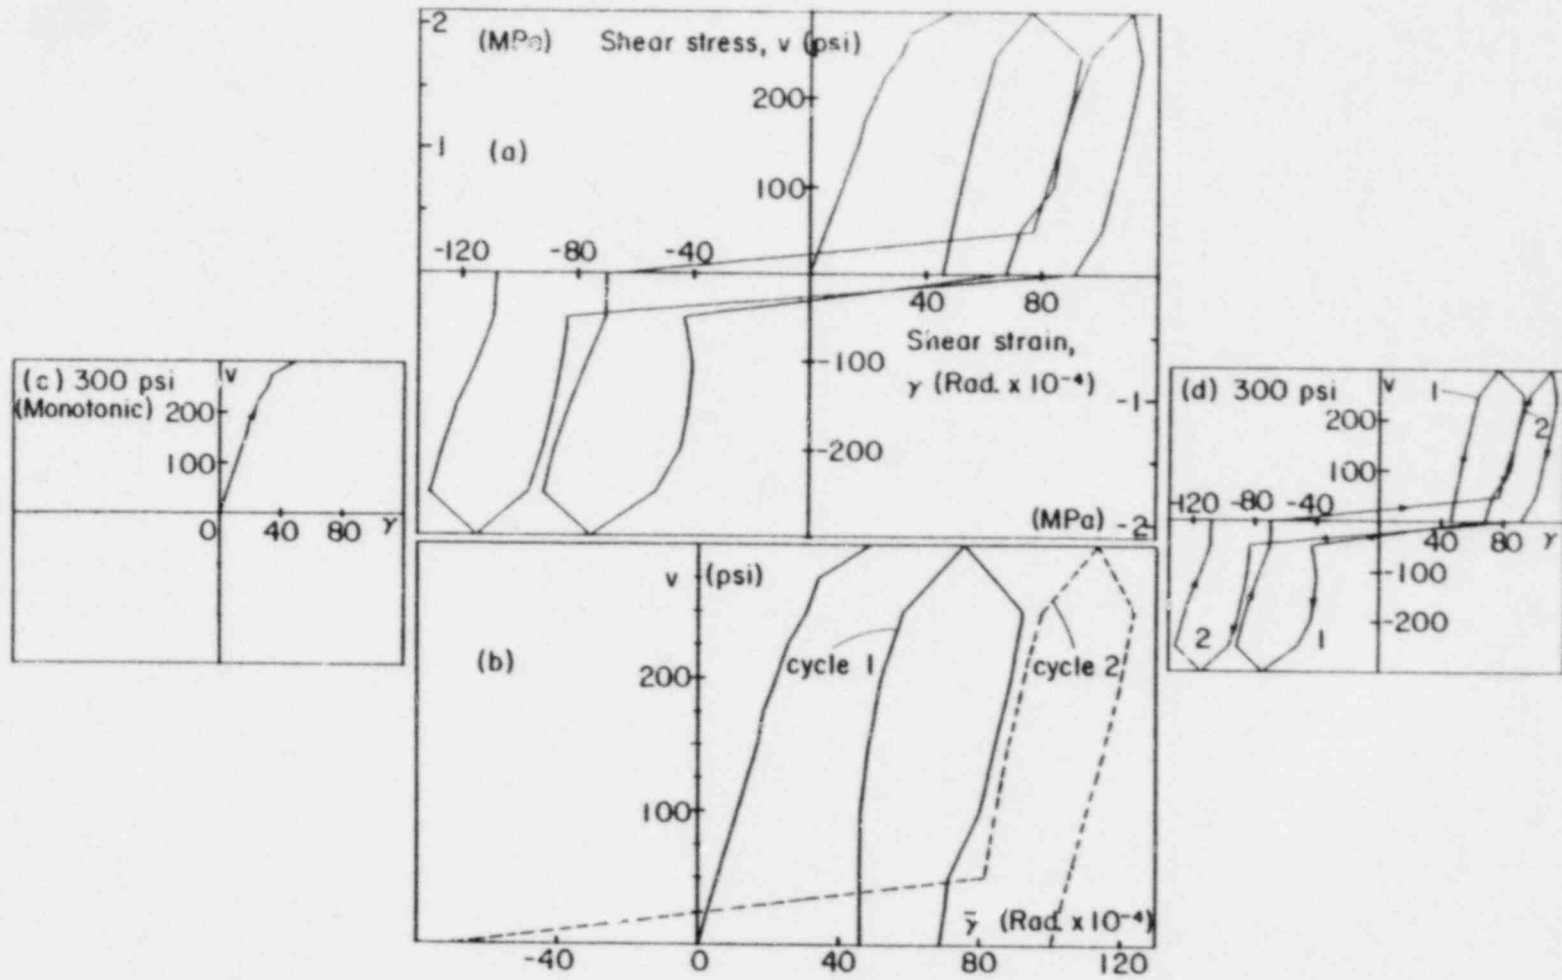 2 (MPa) Shear stress, v (psi)
200
1 (a)
100
-120 -80 -40
40 80
Shear strain,
-100
γ (Rad. x 10⁻⁴)
-1
-200
(MPa) -2
(c) 300 psi v
(Monotonic) 200
100
0 40 80 γ
(d) 300 psi v 1
200
2
100
-120 -80 -40
40 80 γ
-100
-200
2 1
v (psi)
(b)
200 cycle 1 cycle 2
100
γ̄ (Rad. x 10⁻⁴)
-40 0 40 80 120